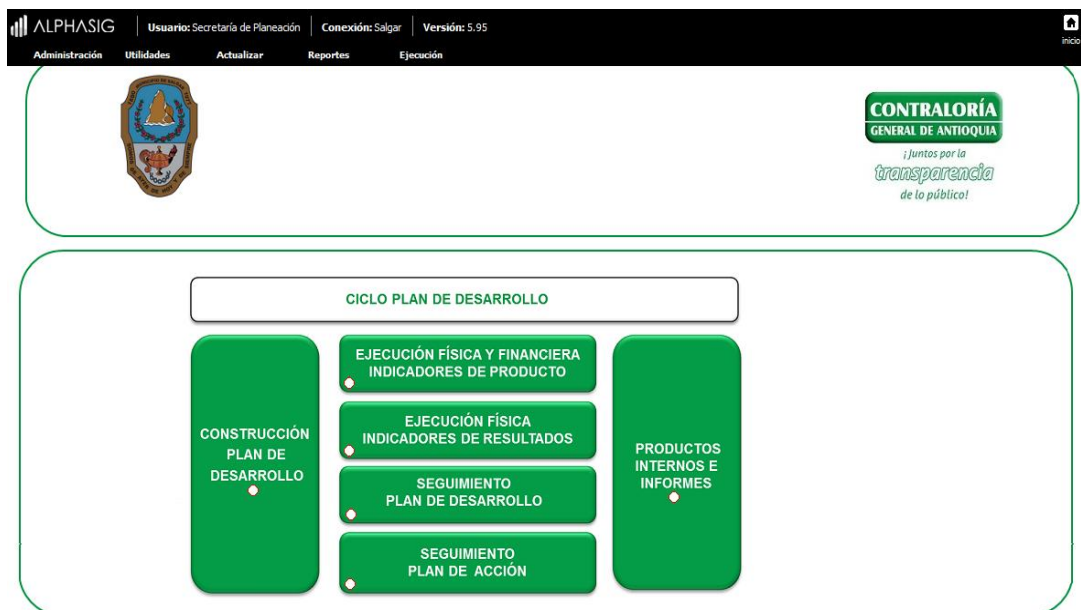 ALPHASIG
Usuario: Secretaría de Planeación
Conexión: Salgar
Versión: 5.95
inicio
Administración
Utilidades
Actualizar
Reportes
Ejecución
CONTRALORÍA
GENERAL DE ANTIOQUIA
¡Juntos por la
transparencia
de lo público!
CICLO PLAN DE DESARROLLO
CONSTRUCCIÓN
PLAN DE
DESARROLLO
EJECUCIÓN FÍSICA Y FINANCIERA
INDICADORES DE PRODUCTO
EJECUCIÓN FÍSICA
INDICADORES DE RESULTADOS
SEGUIMIENTO
PLAN DE DESARROLLO
SEGUIMIENTO
PLAN DE ACCIÓN
PRODUCTOS
INTERNOS E
INFORMES